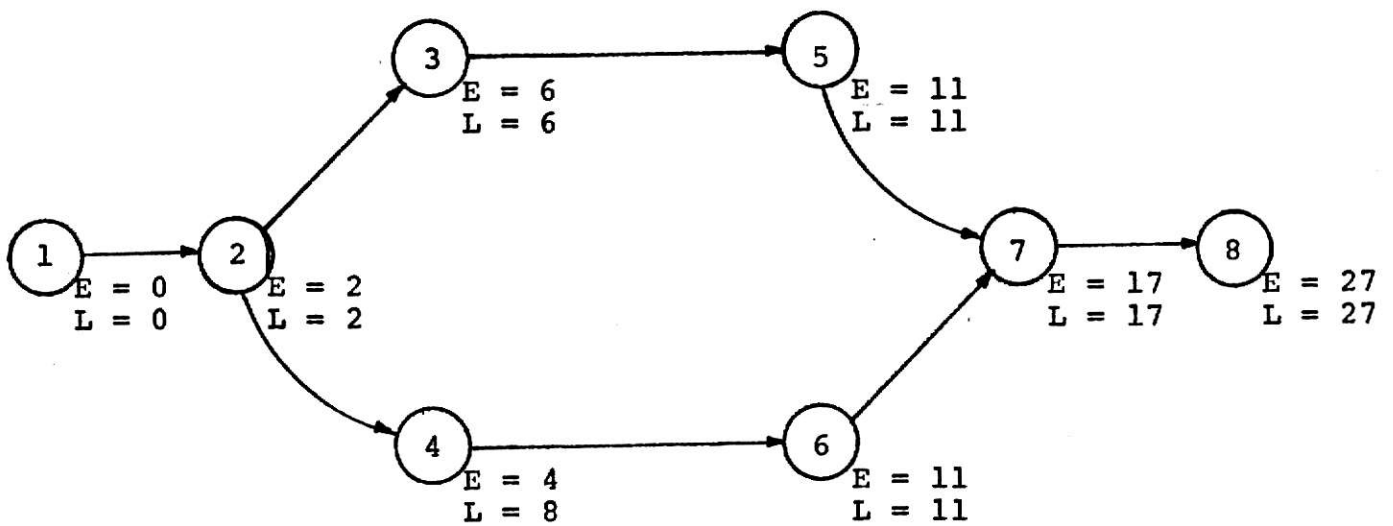 3
E = 6
L = 6
5
E = 11
L = 11
1
E = 0
L = 0
2
E = 2
L = 2
7
E = 17
L = 17
8
E = 27
L = 27
4
E = 4
L = 8
6
E = 11
L = 11